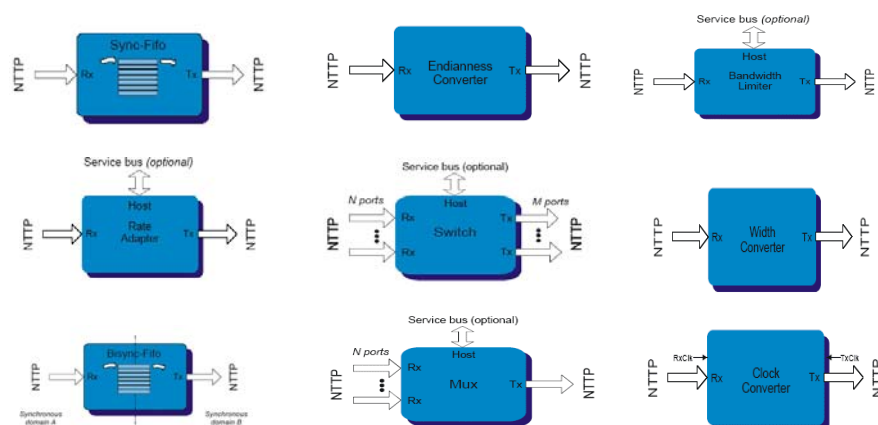 Sync-Fifo
NTTP
Rx
Tx
NTTP
NTTP
Rx
Endianness
Converter
Tx
NTTP
Service bus (optional)
Host
NTTP
Rx
Bandwidth
Limiter
Tx
NTTP
Service bus (optional)
Host
NTTP
Rx
Rate
Adapter
Tx
NTTP
Service bus (optional)
N ports
Host
M ports
NTTP
Rx
Tx
Switch
Rx
Tx
NTTP
NTTP
Rx
Width
Converter
Tx
NTTP
Bisync-Fifo
NTTP
Rx
Tx
NTTP
Synchronous
domain A
Synchronous
domain B
Service bus (optional)
N ports
Host
NTTP
Rx
Mux
Tx
Rx
NTTP
RxClk
TxClk
NTTP
Rx
Clock
Converter
Tx
NTTP